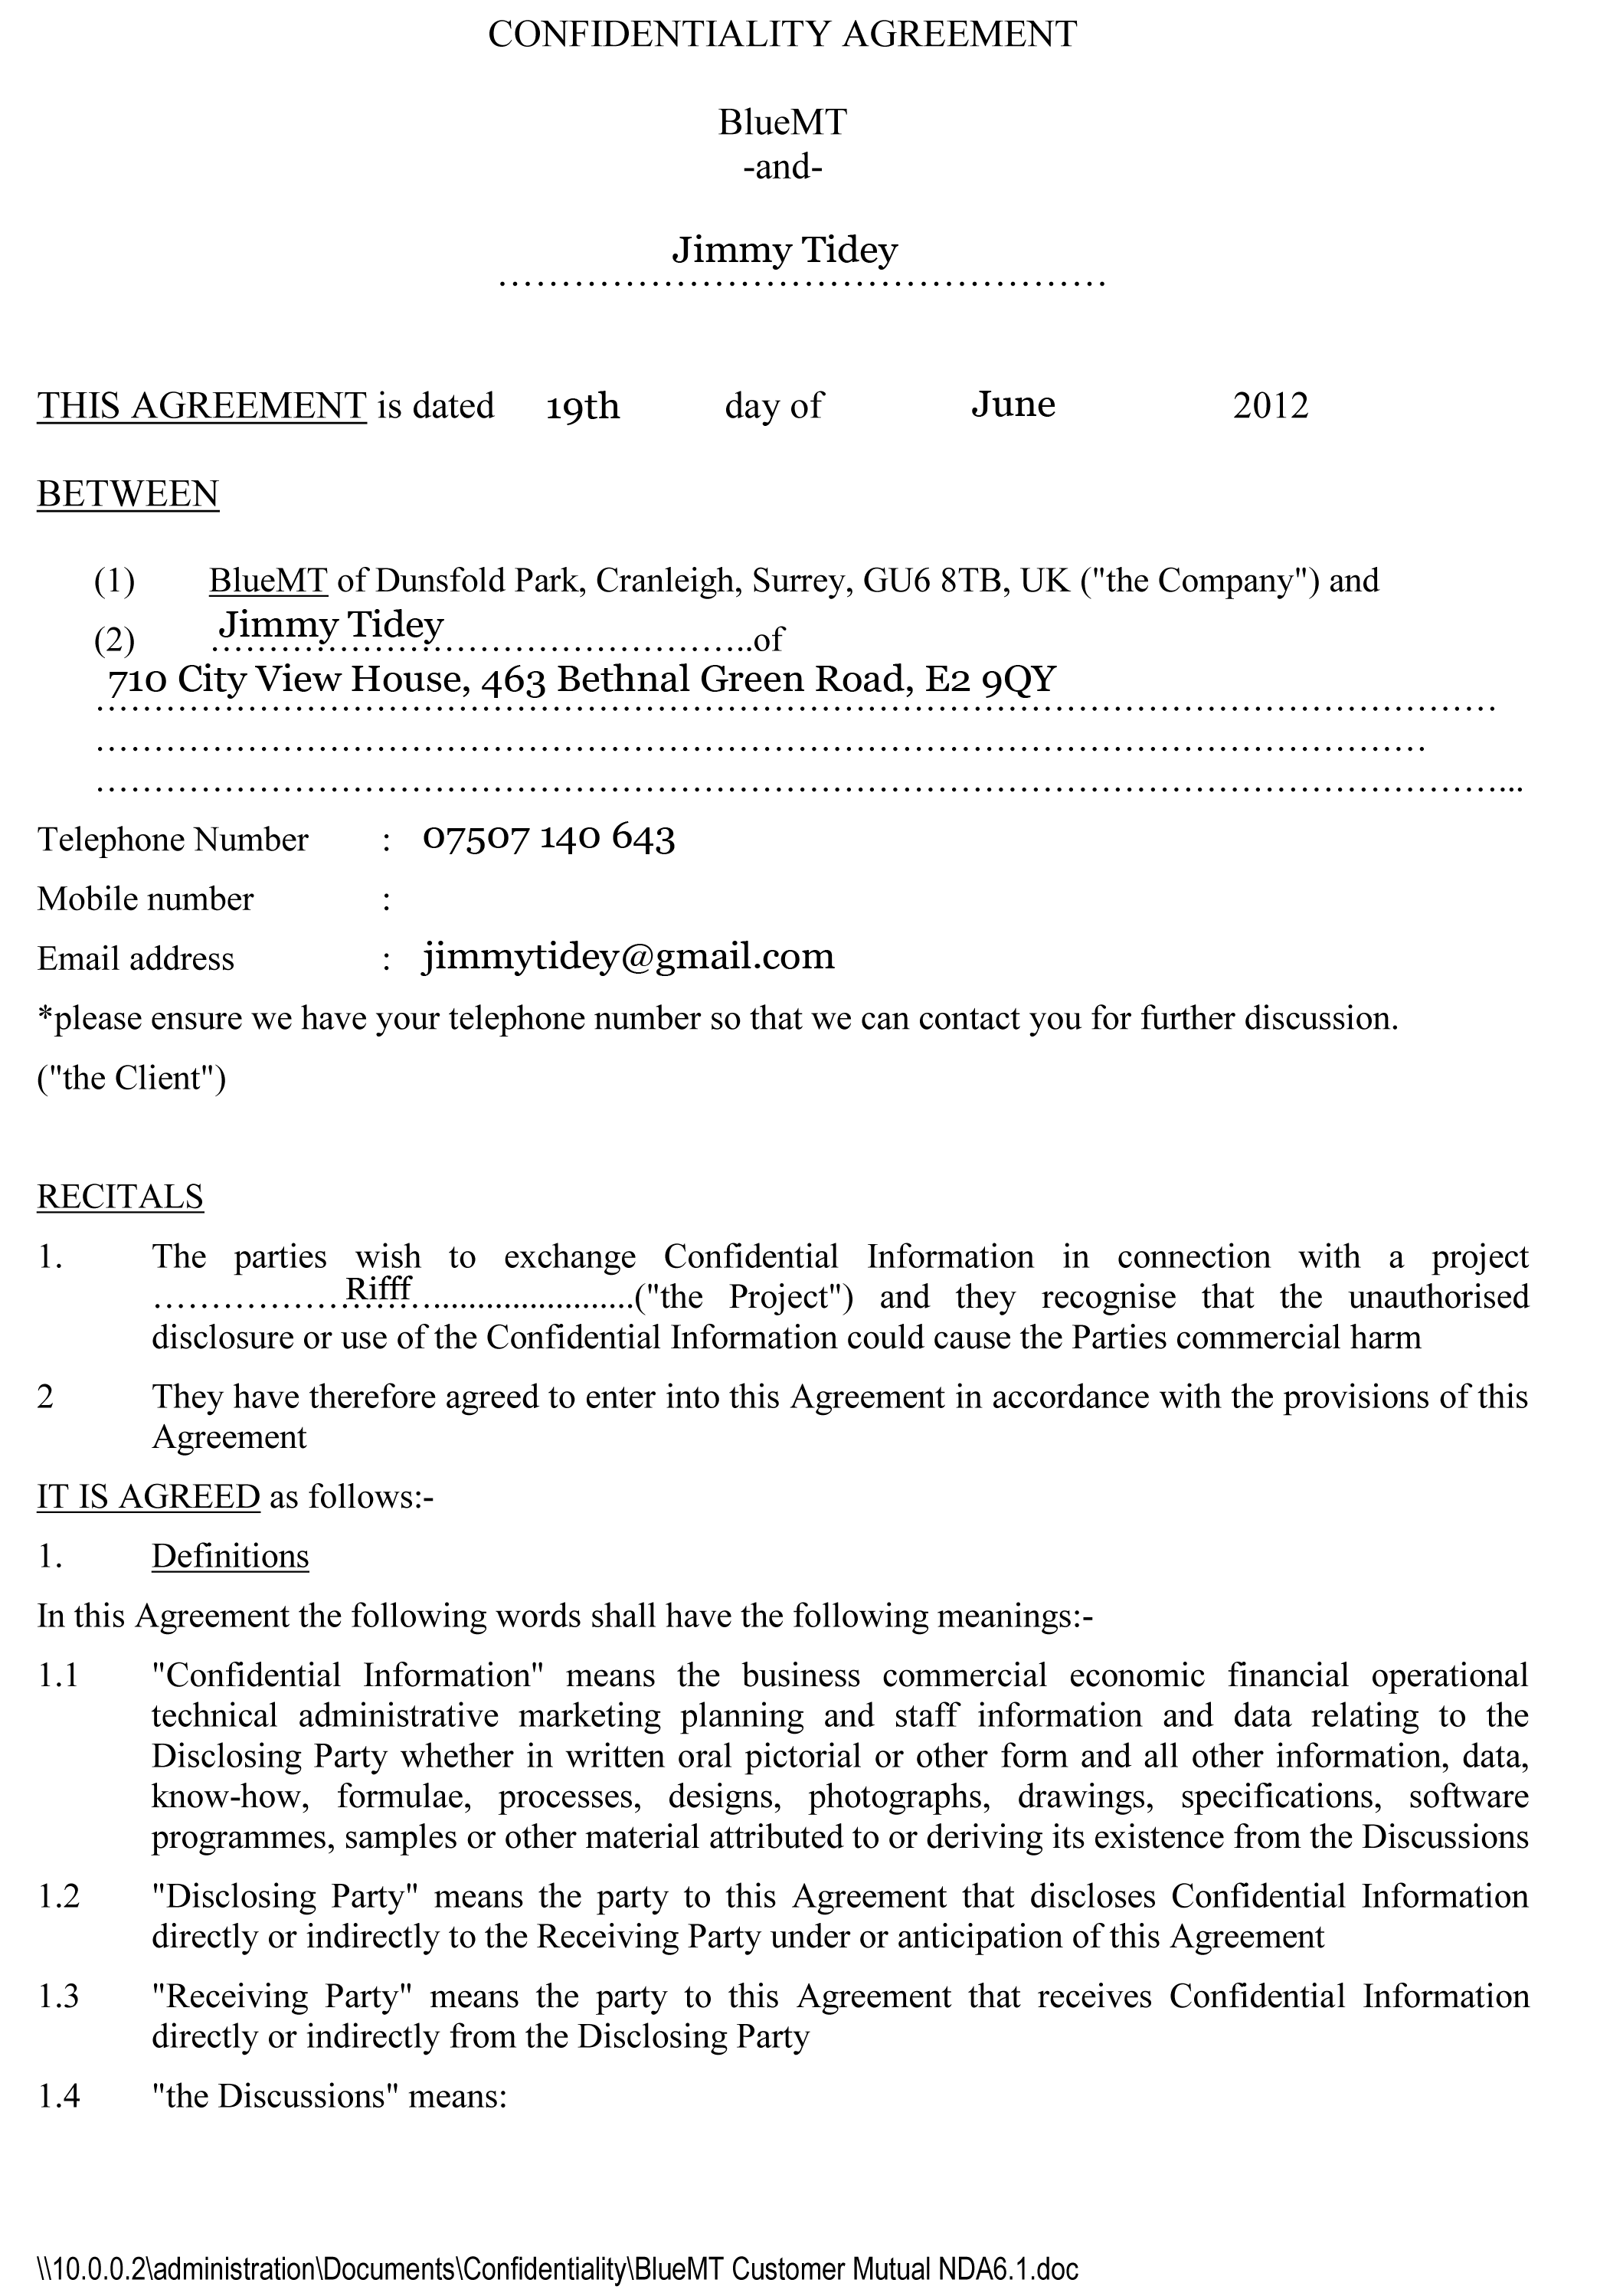 CONFIDENTIALITY AGREEMENT
BlueMT
-and-
Jimmy Tidey
……………………………………………
THIS AGREEMENT is dated 19th day of June 2012
BETWEEN
(1) BlueMT of Dunsfold Park, Cranleigh, Surrey, GU6 8TB, UK ("the Company") and
(2) Jimmy Tidey ………………………………………..of
710 City View House, 463 Bethnal Green Road, E2 9QY
…………………………………………………………………………………………………………
……………………………………………………………………………………………………
…………………………………………………………………………………………………………...
Telephone Number : 07507 140 643
Mobile number :
Email address : jimmytidey@gmail.com
*please ensure we have your telephone number so that we can contact you for further discussion.
("the Client")
RECITALS
1. The parties wish to exchange Confidential Information in connection with a project
………………Rifff……......................("the Project") and they recognise that the unauthorised
disclosure or use of the Confidential Information could cause the Parties commercial harm
2 They have therefore agreed to enter into this Agreement in accordance with the provisions of this
Agreement
IT IS AGREED as follows:-
1. Definitions
In this Agreement the following words shall have the following meanings:-
1.1 "Confidential Information" means the business commercial economic financial operational
technical administrative marketing planning and staff information and data relating to the
Disclosing Party whether in written oral pictorial or other form and all other information, data,
know-how, formulae, processes, designs, photographs, drawings, specifications, software
programmes, samples or other material attributed to or deriving its existence from the Discussions
1.2 "Disclosing Party" means the party to this Agreement that discloses Confidential Information
directly or indirectly to the Receiving Party under or anticipation of this Agreement
1.3 "Receiving Party" means the party to this Agreement that receives Confidential Information
directly or indirectly from the Disclosing Party
1.4 "the Discussions" means:
\\10.0.0.2\administration\Documents\Confidentiality\BlueMT Customer Mutual NDA6.1.doc